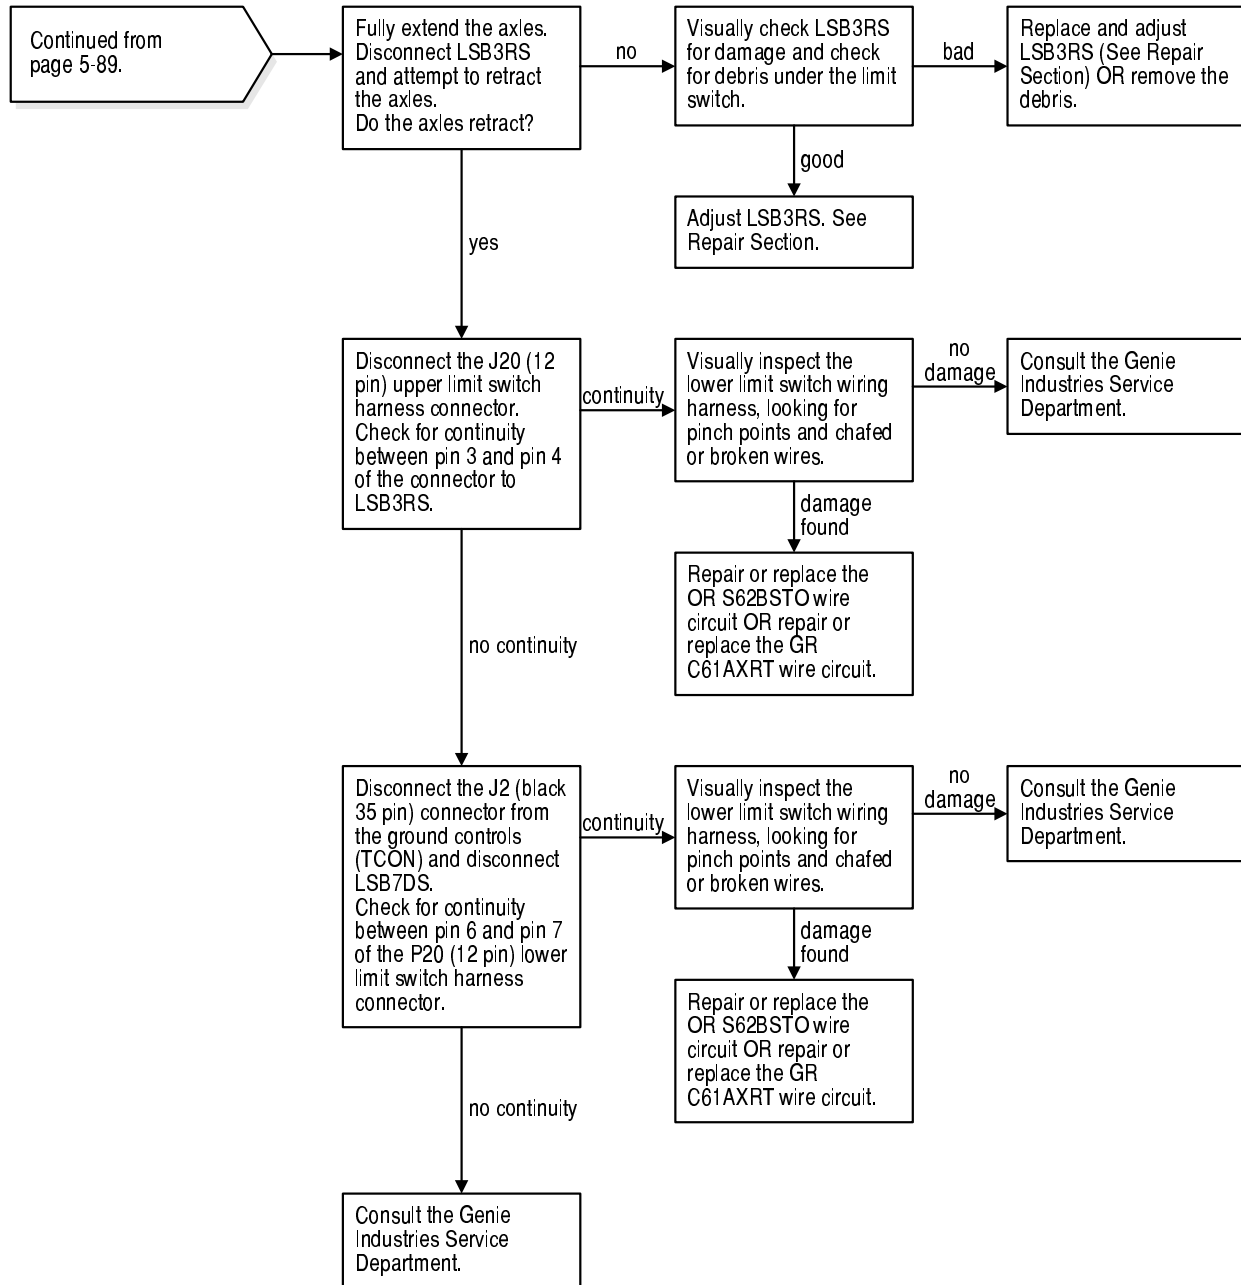 Continued from
page 5-89.
Fully extend the axles.
Disconnect LSB3RS
and attempt to retract
the axles.
Do the axles retract?
no
Visually check LSB3RS
for damage and check
for debris under the limit
switch.
bad
Replace and adjust
LSB3RS (See Repair
Section) OR remove the
debris.
good
Adjust LSB3RS. See
Repair Section.
yes
Disconnect the J20 (12
pin) upper limit switch
harness connector.
Check for continuity
between pin 3 and pin 4
of the connector to
LSB3RS.
continuity
Visually inspect the
lower limit switch wiring
harness, looking for
pinch points and chafed
or broken wires.
no
damage
Consult the Genie
Industries Service
Department.
damage
found
Repair or replace the
OR S62BSTO wire
circuit OR repair or
replace the GR
C61AXRT wire circuit.
no continuity
Disconnect the J2 (black
35 pin) connector from
the ground controls
(TCON) and disconnect
LSB7DS.
Check for continuity
between pin 6 and pin 7
of the P20 (12 pin) lower
limit switch harness
connector.
continuity
Visually inspect the
lower limit switch wiring
harness, looking for
pinch points and chafed
or broken wires.
no
damage
Consult the Genie
Industries Service
Department.
damage
found
Repair or replace the
OR S62BSTO wire
circuit OR repair or
replace the GR
C61AXRT wire circuit.
no continuity
Consult the Genie
Industries Service
Department.